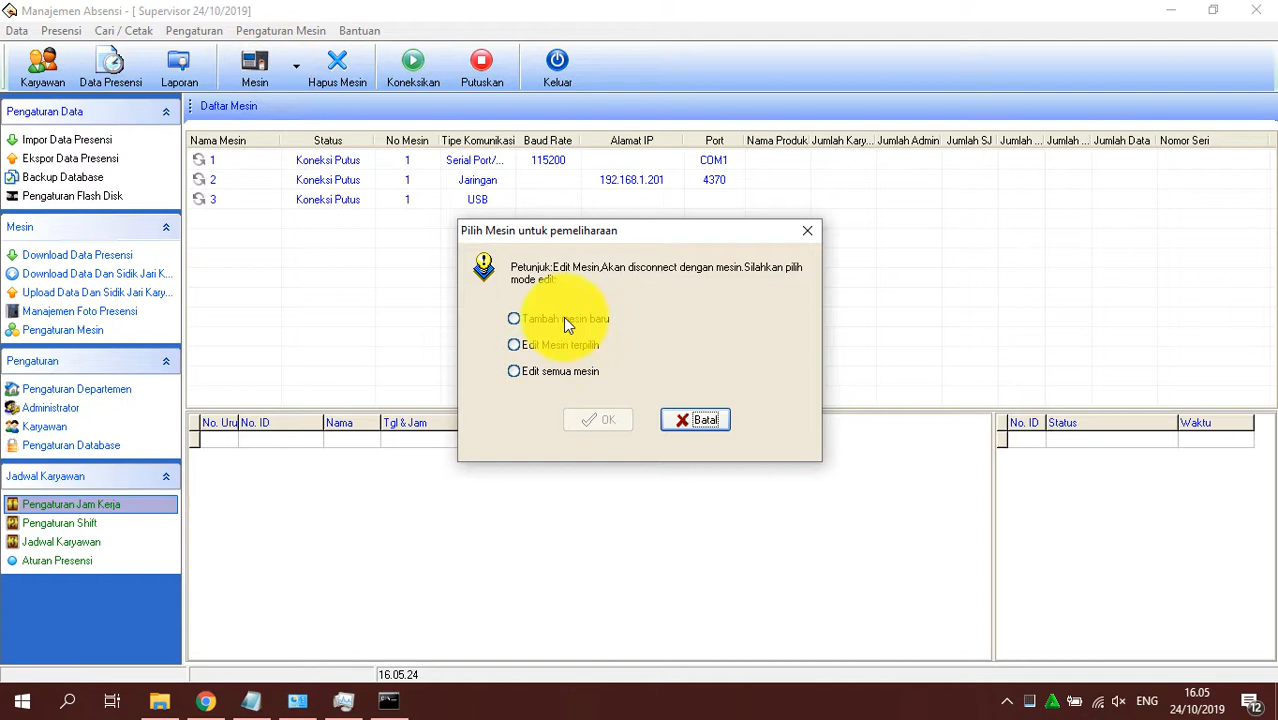 Manajemen Absensi - [ Supervisor 24/10/2019]
Data Presensi Cari / Cetak Pengaturan Pengaturan Mesin Bantuan
Karyawan Data Presensi Laporan Mesin Hapus Mesin Koneksikan Putuskan Keluar
Pengaturan Data
Impor Data Presensi
Ekspor Data Presensi
Backup Database
Pengaturan Flash Disk
Mesin
Download Data Presensi
Download Data Dan Sidik Jari K...
Upload Data Dan Sidik Jari Kary...
Manajemen Foto Presensi
Pengaturan Mesin
Pengaturan
Pengaturan Departemen
Administrator
Karyawan
Pengaturan Database
Jadwal Karyawan
Pengaturan Jam Kerja
Pengaturan Shift
Jadwal Karyawan
Aturan Presensi
Daftar Mesin
Nama Mesin Status No Mesin Tipe Komunikasi Baud Rate Alamat IP Port Nama Produk Jumlah Kary... Jumlah Admin Jumlah SJ Jumlah ... Jumlah ... Jumlah Data Nomor Seri
1 Koneksi Putus 1 Serial Port/... 115200 COM1
2 Koneksi Putus 1 Jaringan 192.168.1.201 4370
3 Koneksi Putus 1 USB
Pilih Mesin untuk pemeliharaan
Petunjuk:Edit Mesin,Akan disconnect dengan mesin.Silahkan pilih
mode edit:
Tambah mesin baru
Edit Mesin terpilih
Edit semua mesin
OK Batal
No. Uru No. ID Nama Tgl & Jam
No. ID Status Waktu
16.05.24
ENG
16.05
24/10/2019
12